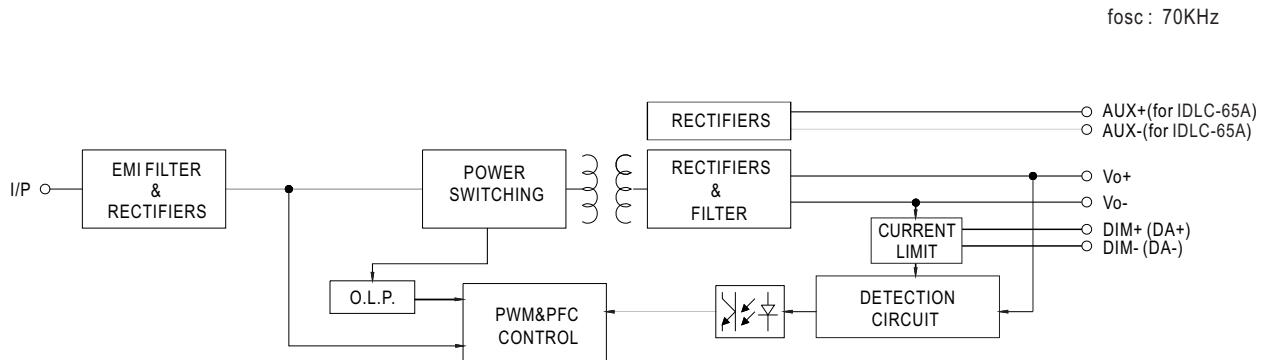 fosc : 70KHz
RECTIFIERS
AUX+(for IDLC-65A)
AUX-(for IDLC-65A)
I/P
EMI FILTER
&
RECTIFIERS
POWER
SWITCHING
RECTIFIERS
&
FILTER
Vo+
Vo-
CURRENT
LIMIT
DIM+ (DA+)
DIM- (DA-)
O.L.P.
PWM&PFC
CONTROL
DETECTION
CIRCUIT